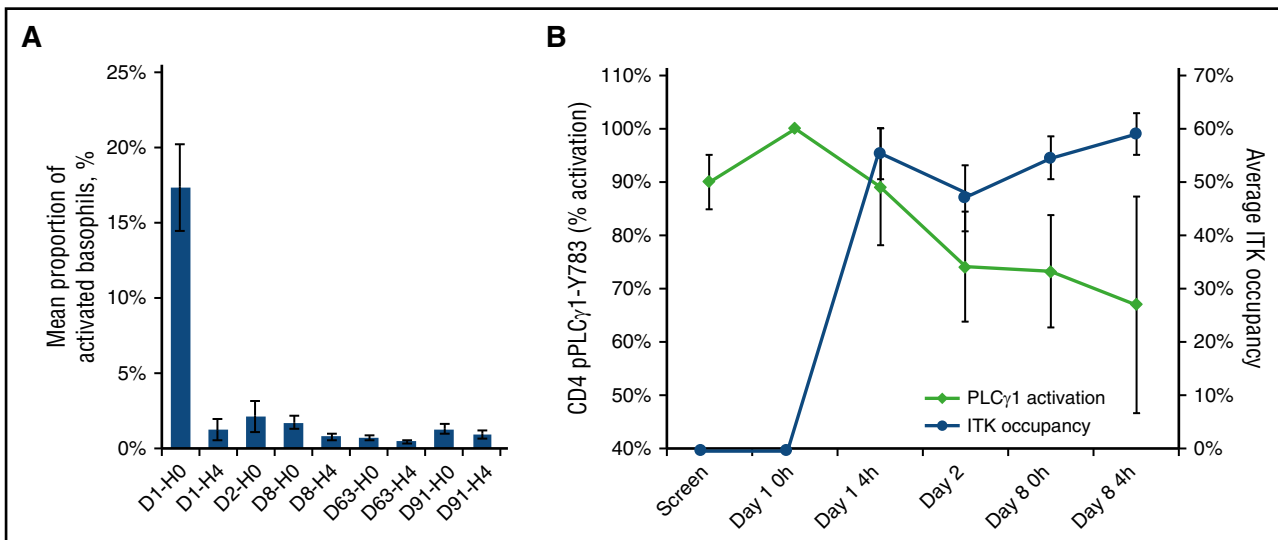 A
Mean proportion of
activated basophils, %
25%
20%
15%
10%
5%
0%
D1-H0
D1-H4
D2-H0
D8-H0
D8-H4
D63-H0
D63-H4
D91-H0
D91-H4
B
CD4 pPLCγ1-Y783 (% activation)
110%
100%
90%
80%
70%
60%
50%
40%
PLCγ1 activation
ITK occupancy
Screen
Day 1 0h
Day 1 4h
Day 2
Day 8 0h
Day 8 4h
70%
60%
50%
40%
30%
20%
10%
0%
Average ITK occupancy